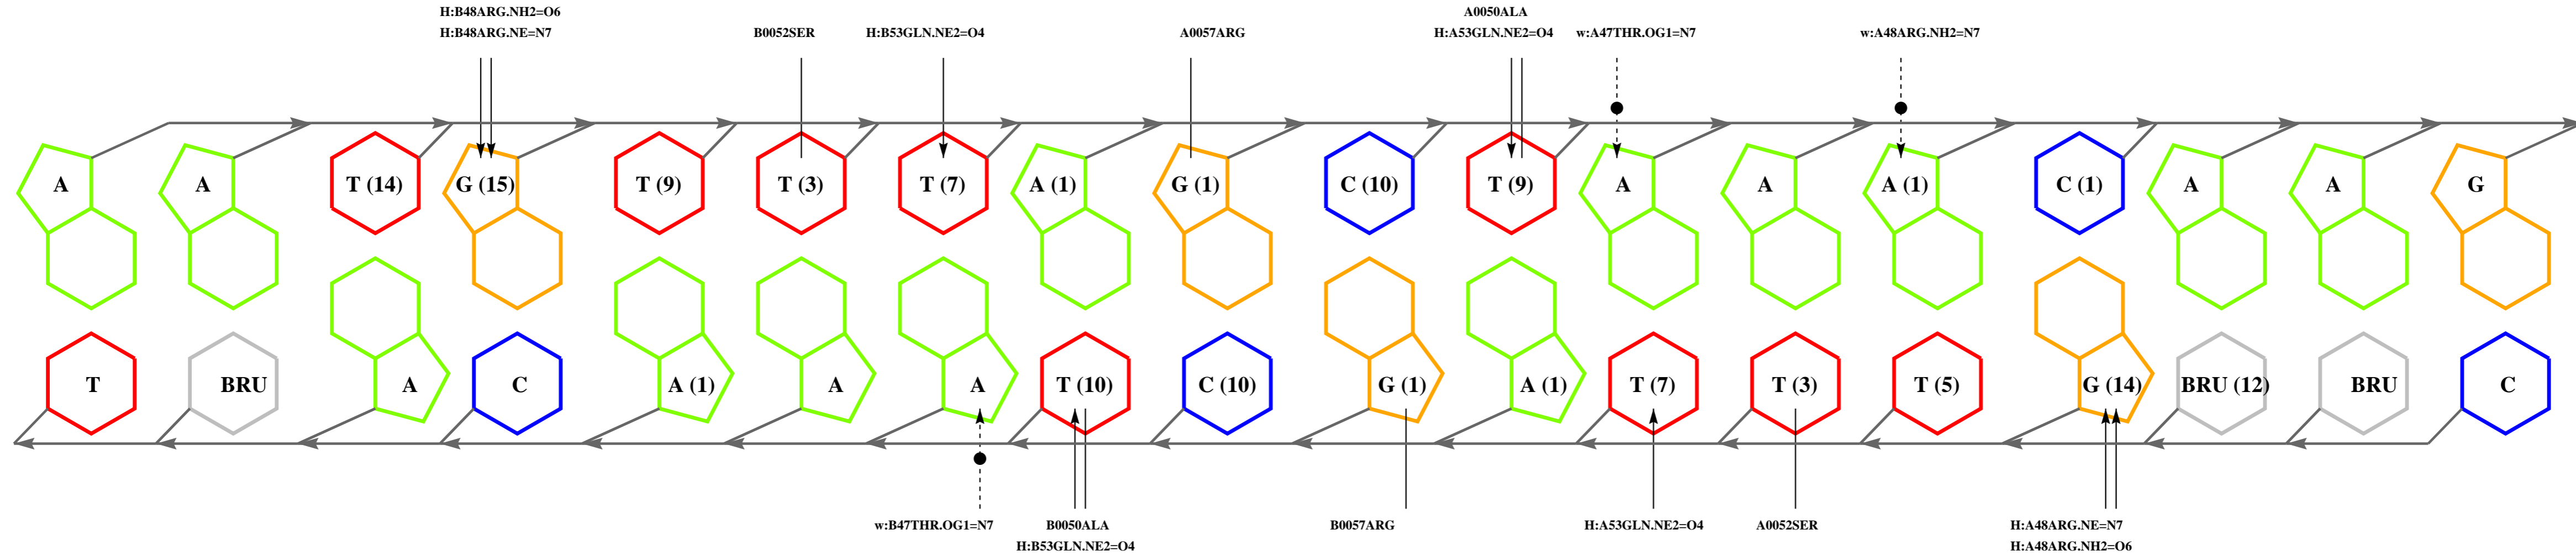 H:B48ARG.NH2=O6
H:B48ARG.NE=N7
B0052SER
H:B53GLN.NE2=O4
A0057ARG
A0050ALA
H:A53GLN.NE2=O4
w:A47THR.OG1=N7
w:A48ARG.NH2=N7
A A T (14) G (15) T (9) T (3) T (7) A (1) G (1) C (10) T (9) A A A (1) C (1) A A G
T BRU A C A (1) A A T (10) C (10) G (1) A (1) T (7) T (3) T (5) G (14) BRU (12) BRU C
w:B47THR.OG1=N7
B0050ALA
H:B53GLN.NE2=O4
B0057ARG
H:A53GLN.NE2=O4
A0052SER
H:A48ARG.NE=N7
H:A48ARG.NH2=O6